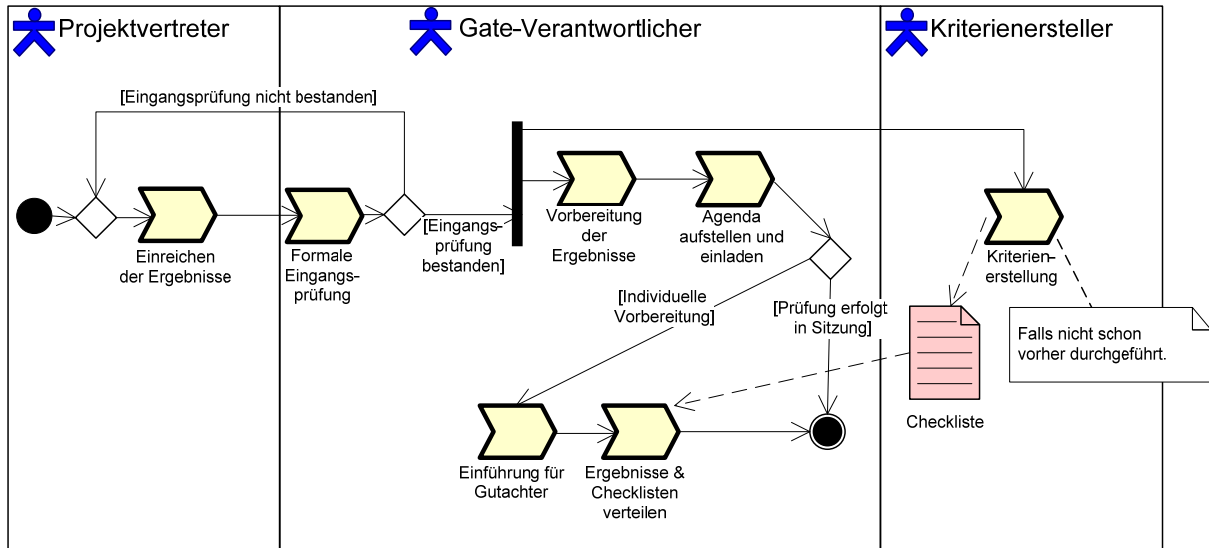 Projektvertreter
Gate-Verantwortlicher
Kriterienersteller
[Eingangsprüfung nicht bestanden]
Einreichen
der Ergebnisse
Formale
Eingangs-
prüfung
[Eingangs-
prüfung
bestanden]
Vorbereitung
der
Ergebnisse
Agenda
aufstellen und
einladen
Kriterien-
erstellung
[Individuelle
Vorbereitung]
[Prüfung erfolgt
in Sitzung]
Falls nicht schon
vorher durchgeführt.
Checkliste
Einführung für
Gutachter
Ergebnisse &
Checklisten
verteilen